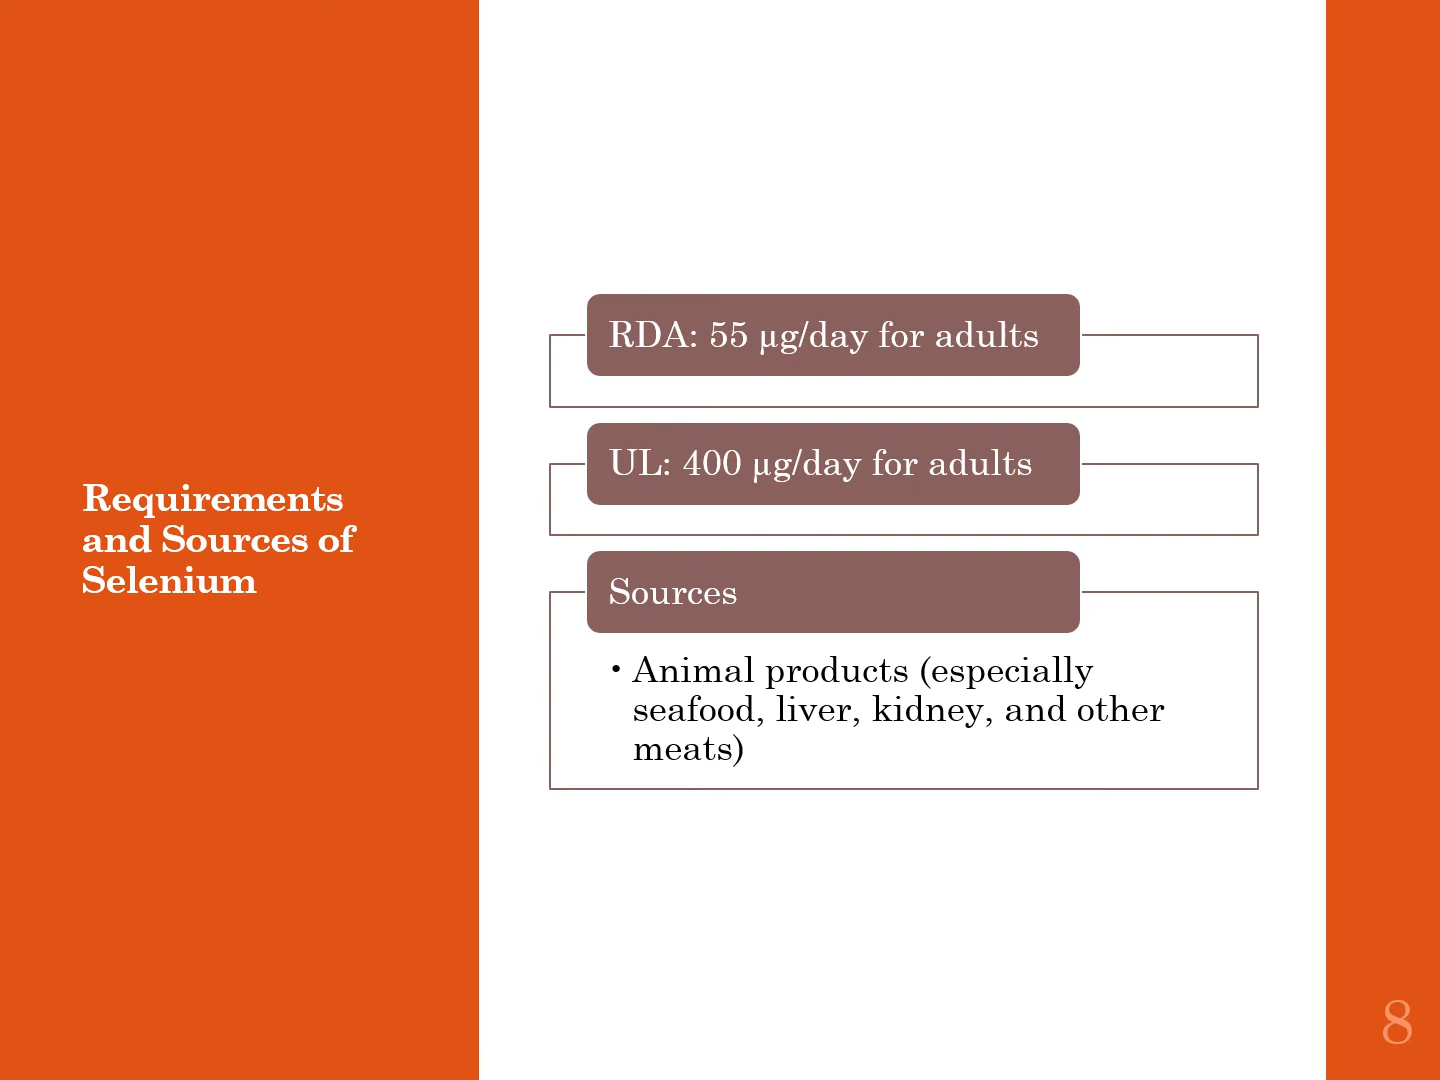 Requirements
and Sources of
Selenium
RDA: 55 µg/day for adults
UL: 400 µg/day for adults
Sources
• Animal products (especially
seafood, liver, kidney, and other
meats)
8